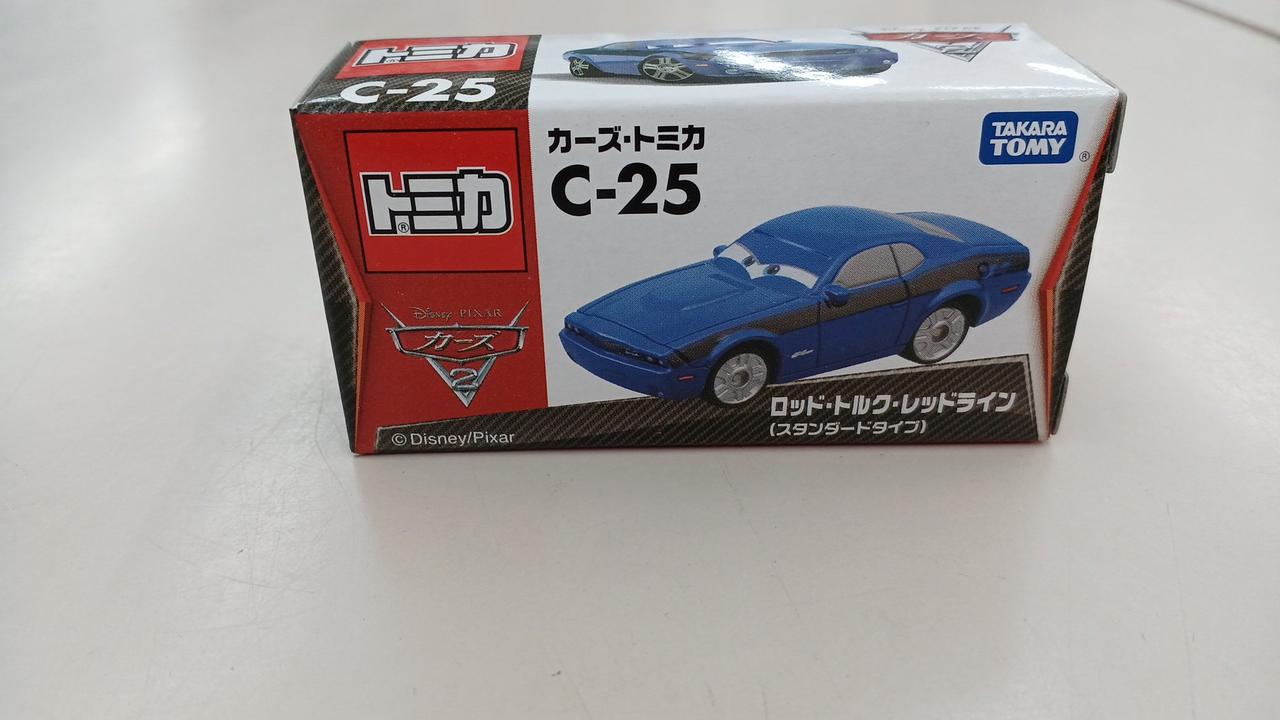 トミカ
C-25
トミカ
®
カーズ・トミカ
C-25
TAKARA
TOMY
®
Disney PIXAR
カーズ
2
ロッド・トルク・レッドライン
(スタンダードタイプ)
©Disney/Pixar